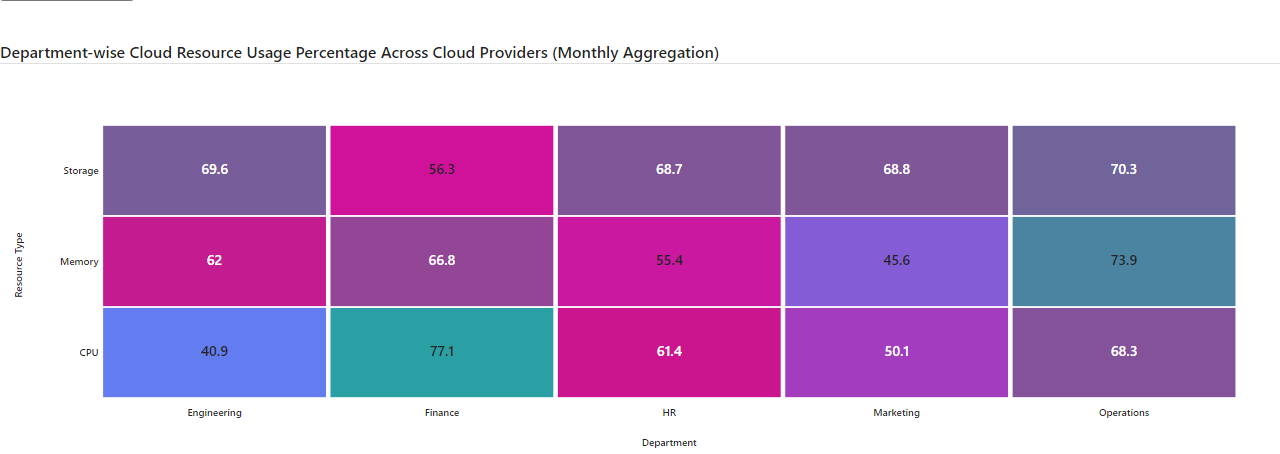 Department-wise Cloud Resource Usage Percentage Across Cloud Providers (Monthly Aggregation)
Resource Type
Storage 69.6 56.3 68.7 68.8 70.3
Memory 62 66.8 55.4 45.6 73.9
CPU 40.9 77.1 61.4 50.1 68.3
Engineering Finance HR Marketing Operations
Department